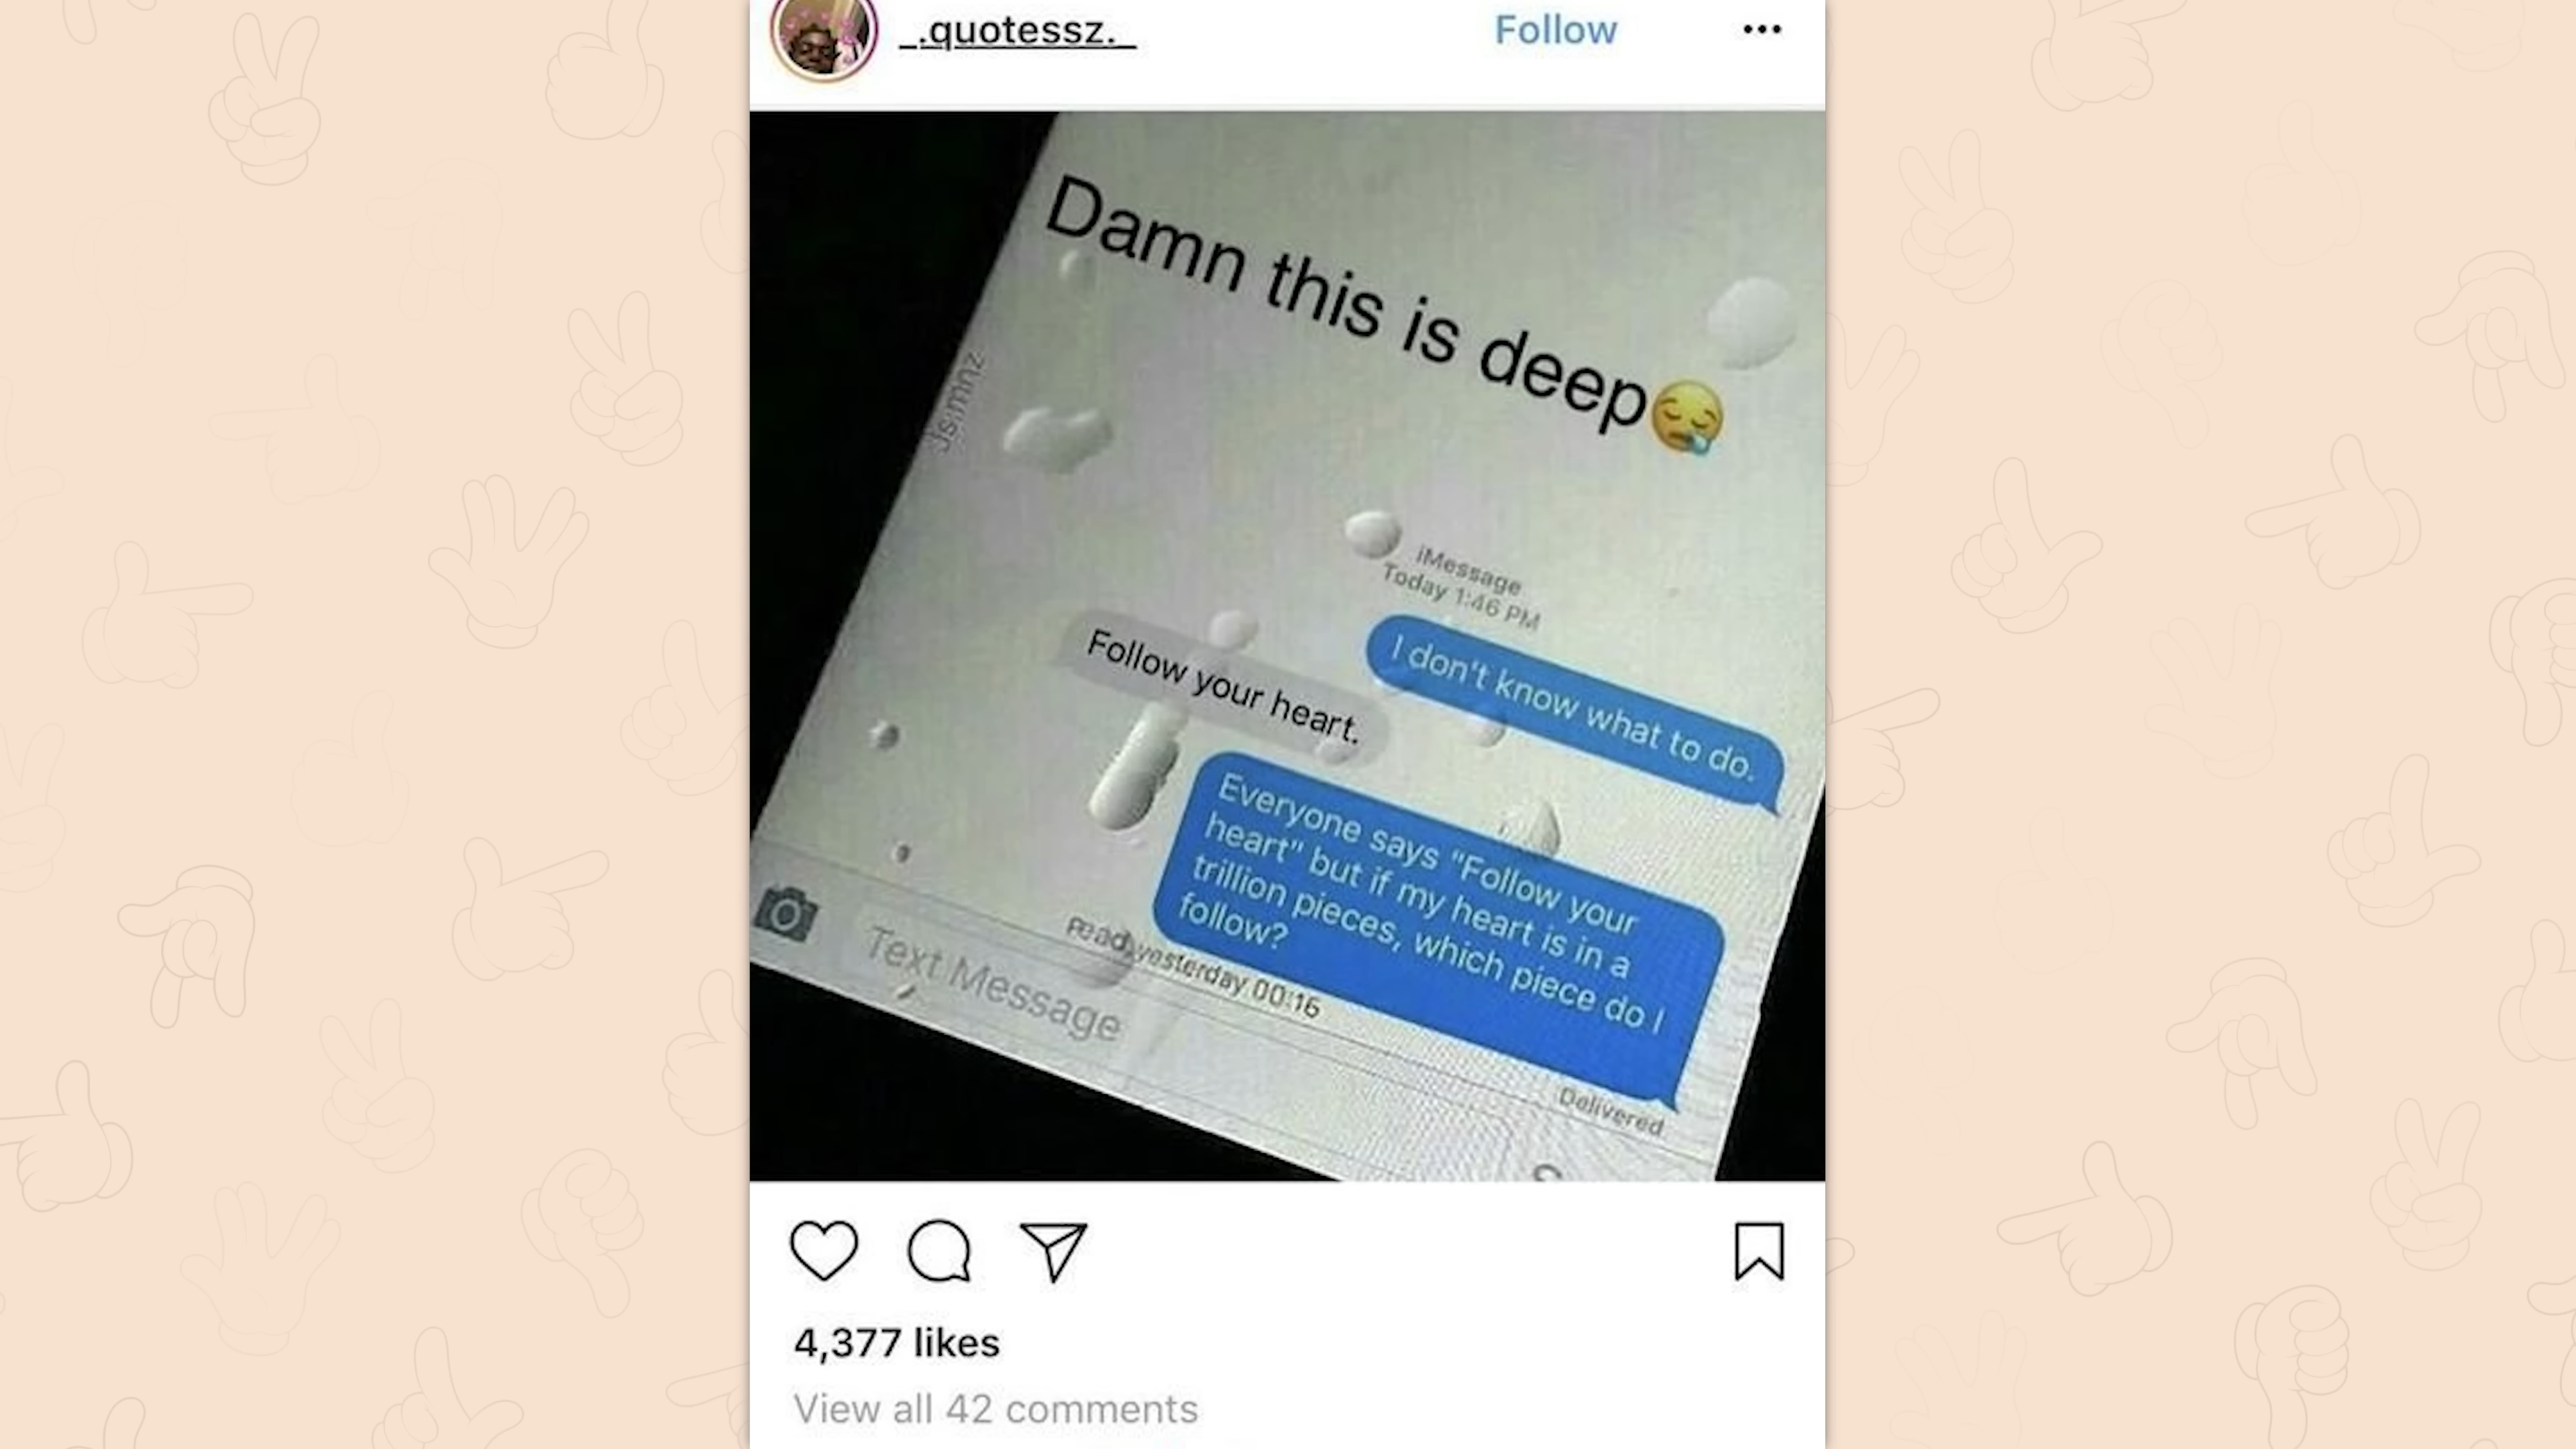 _.quotessz._
Follow
Damn this is deep😪
Jsimnz
iMessage
Today 1:46 PM
I don't know what to do.
Follow your heart.
Everyone says "Follow your
heart" but if my heart is in a
trillion pieces, which piece do I
follow?
read, yesterday 00:16
Delivered
Text Message
4,377 likes
View all 42 comments